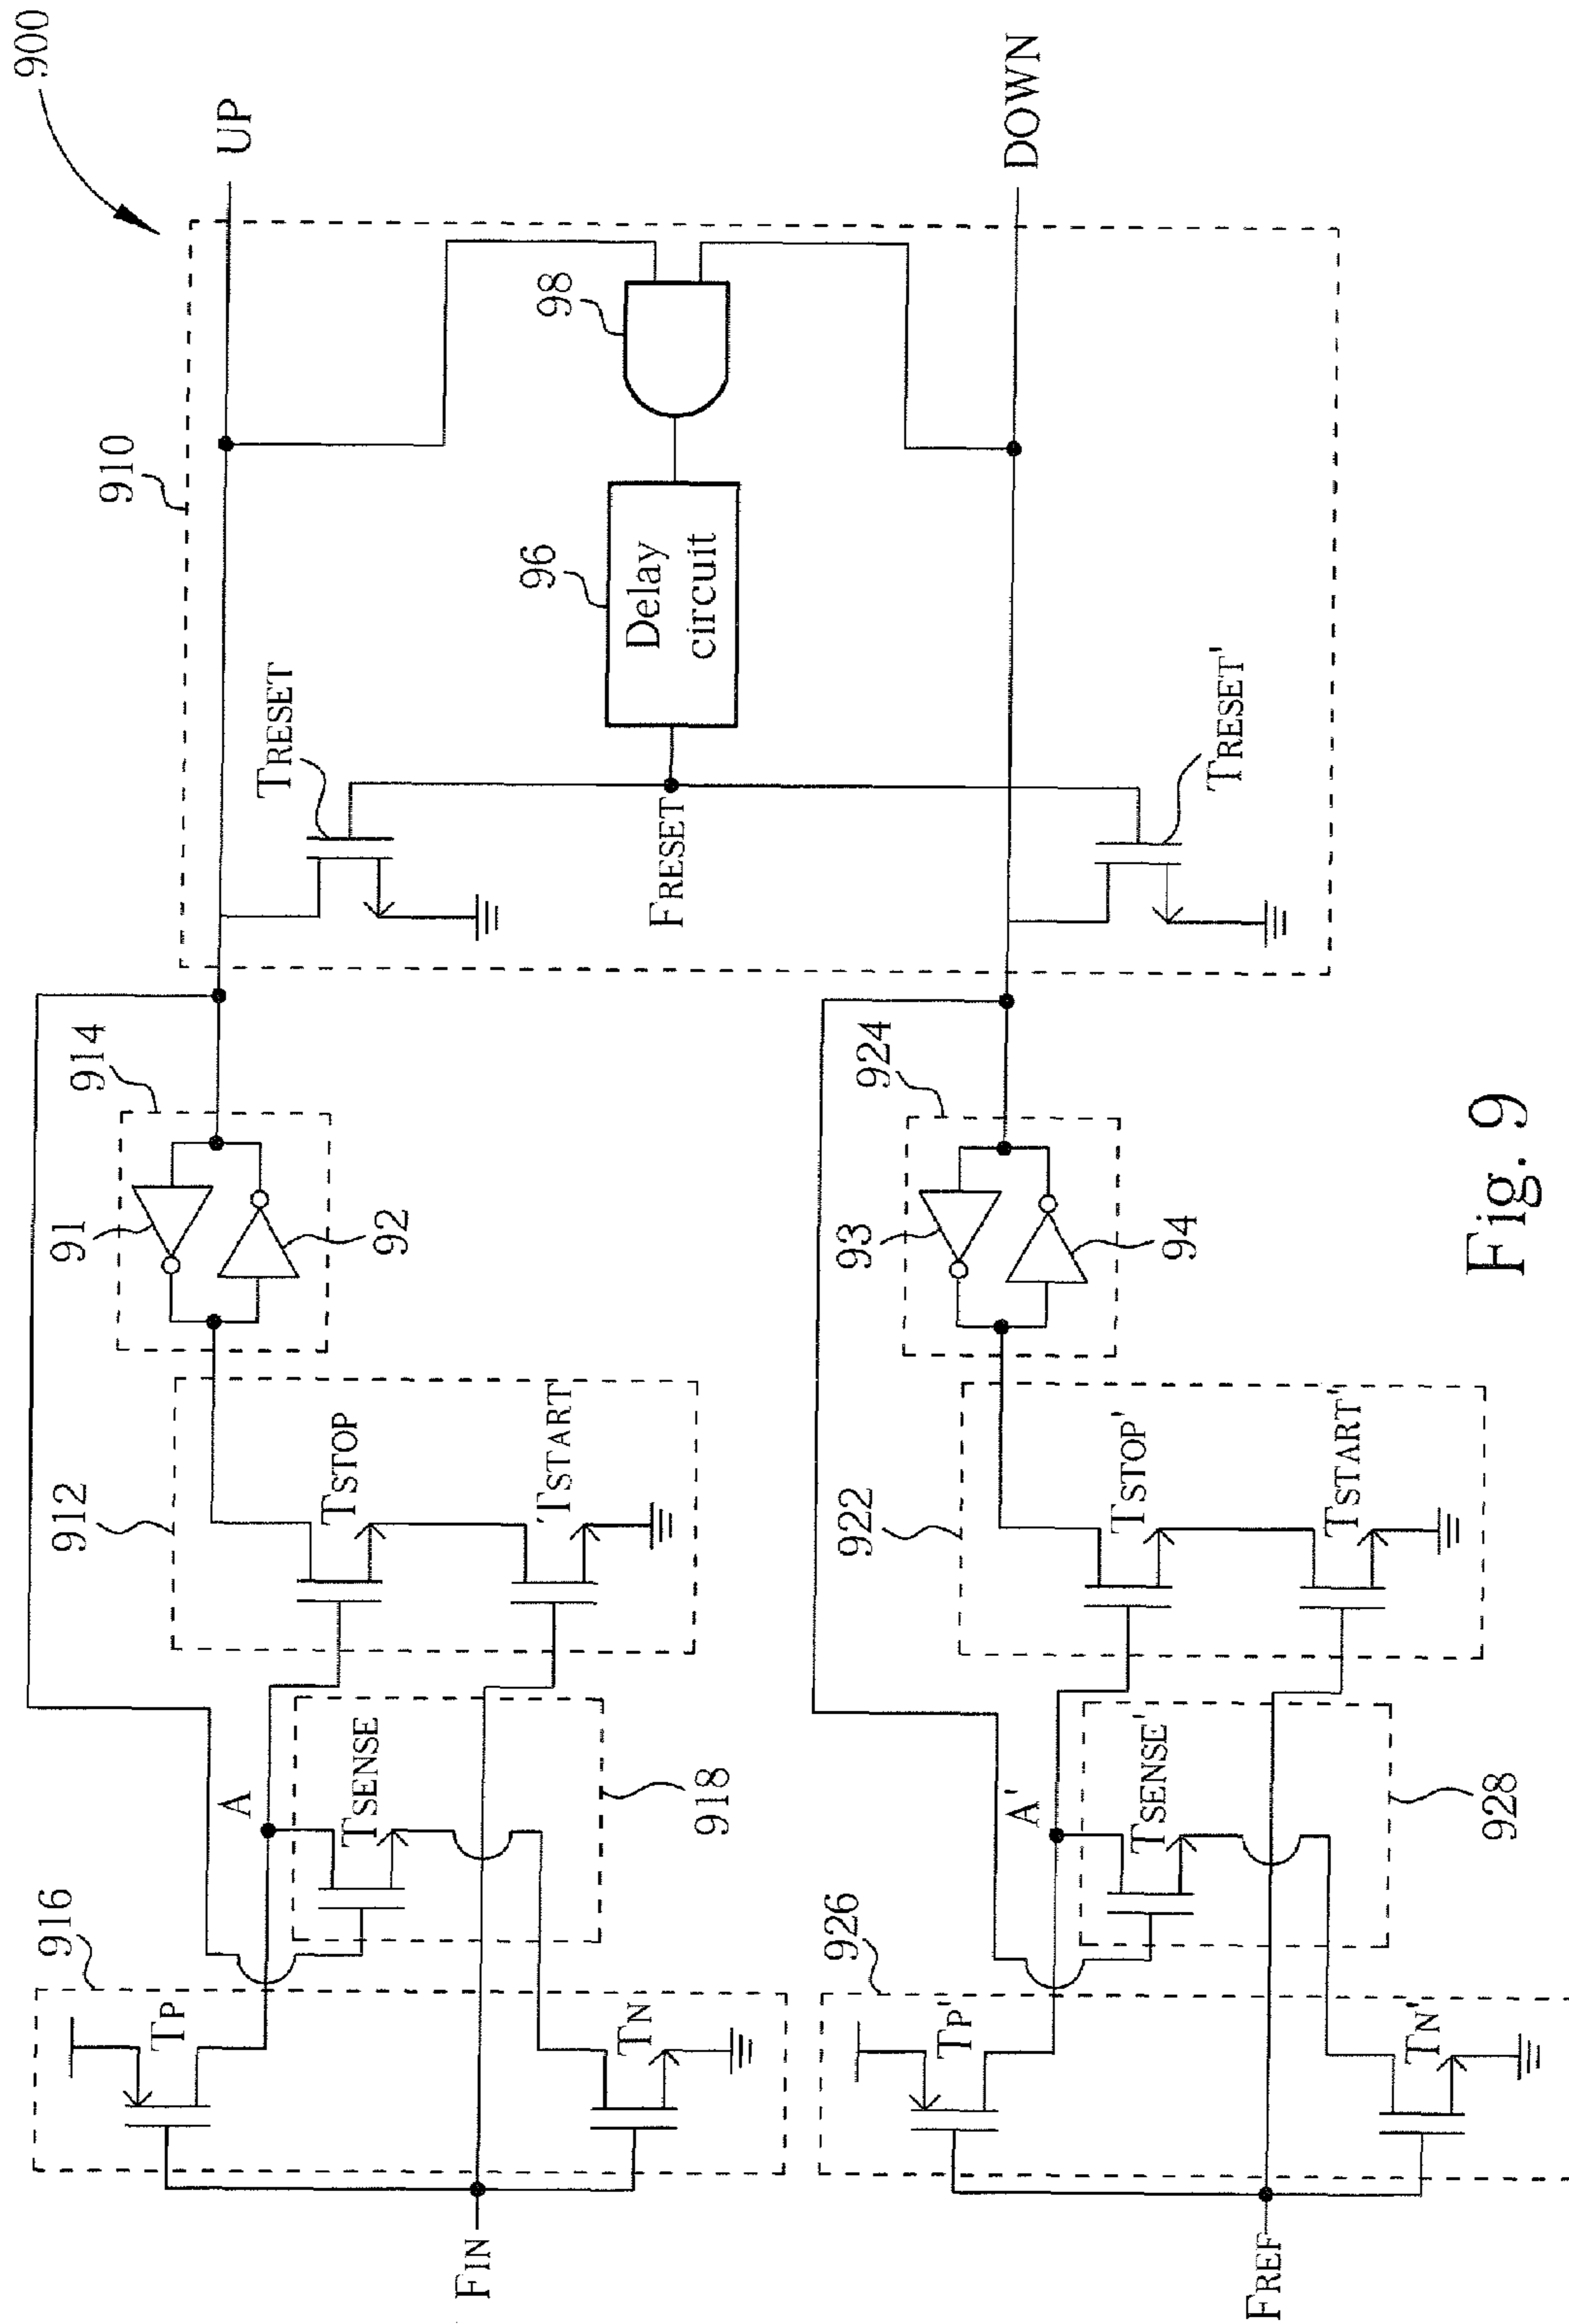 900
910
UP
DOWN
TRESET
FRESET
TRESET'
96
Delay
circuit
98
914
91
92
924
93
94
912
TSTOP
TSTART
922
TSTOP'
TSTART'
A
TSENSE
918
A'
TSENSE'
928
916
TP
TN
926
TP'
TN'
FIN
FREF
Fig. 9